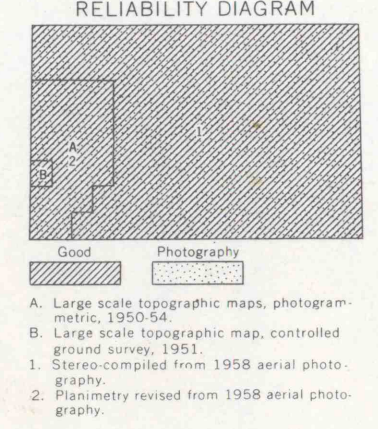 RELIABILITY DIAGRAM
1
A
2
B
Good Photography
A. Large scale topographic maps, photogram-
metric, 1950-54.
B. Large scale topographic map, controlled
ground survey, 1951.
1. Stereo-compiled from 1958 aerial photo-
graphy.
2. Planimetry revised from 1958 aerial photo-
graphy.